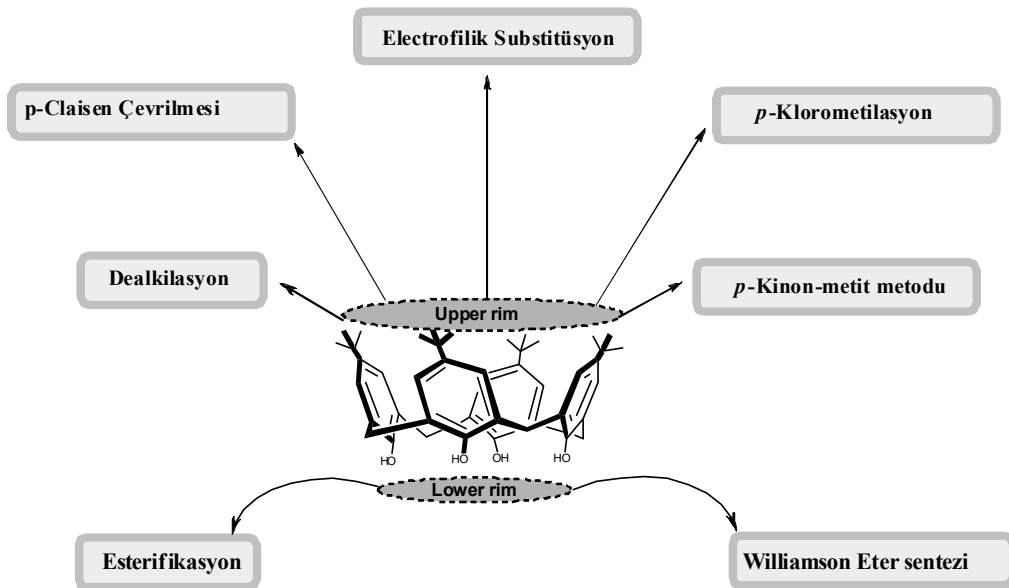 Electrofilik Substitüsyon
p-Claisen Çevrilmesi
p-Klorometilasyon
Dealkilasyon
p-Kinon-metit metodu
Upper rim
HO
HO
OH
HO
Lower rim
Esterifikasyon
Williamson Eter sentezi